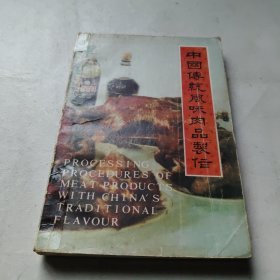 中國傳統風味肉品製作
PROCESSING
PROCEDURES OF
MEAT PRODUCTS
WITH CHINA'S
TRADITIONAL
FLAVOUR